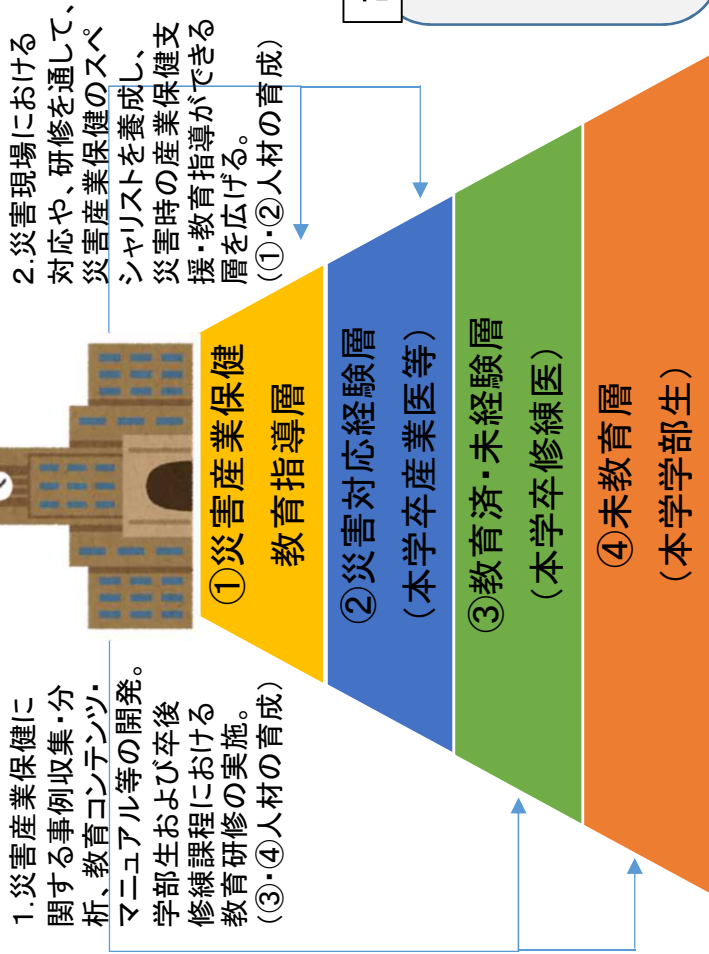 1.災害産業保健に
関する事例収集・分
析、教育コンテンツ・
マニュアル等の開発。
学部生および卒後
修練課程における
教育研修の実施。
(③・④人材の育成)
2.災害現場における
対応や、研修を通して、
災害産業保健のスペ
シャリストを養成し、
災害時の産業保健支
援・教育指導ができる
層を広げる。
(①・②人材の育成)
①災害産業保健
教育指導層
②災害対応経験層
(本学卒産業医等)
③教育済・未経験層
(本学卒修練医)
④未教育層
(本学学部生)